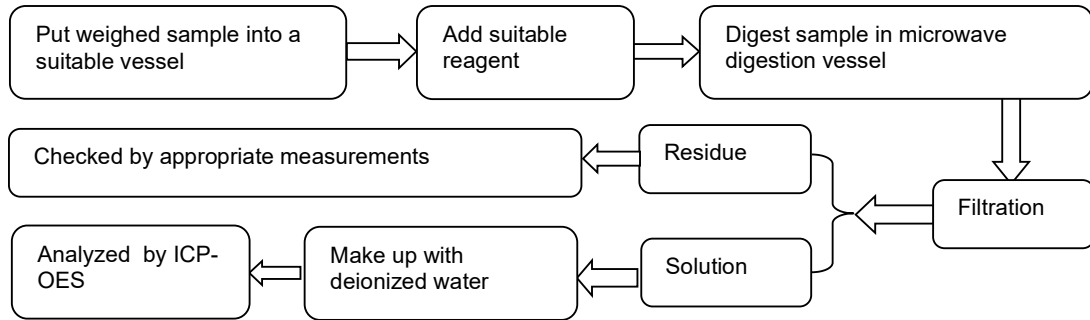 Put weighed sample into a
suitable vessel
Add suitable
reagent
Digest sample in microwave
digestion vessel
Filtration
Residue
Checked by appropriate measurements
Solution
Make up with
deionized water
Analyzed by ICP-
OES